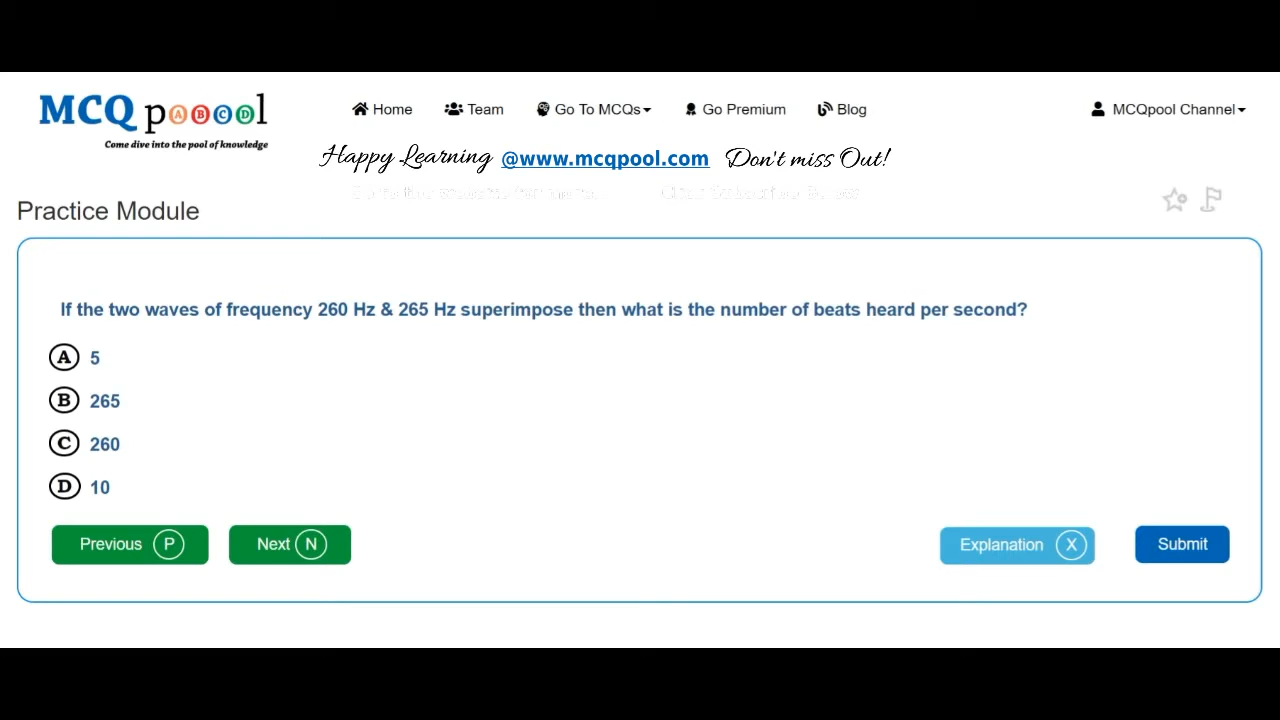 MCQ pooool
Come dive into the pool of knowledge
Home Team Go To MCQs Go Premium Blog MCQpool Channel
Happy Learning @www.mcqpool.com Don't miss Out!
Practice Module
If the two waves of frequency 260 Hz & 265 Hz superimpose then what is the number of beats heard per second?
A 5
B 265
C 260
D 10
Previous P Next N Explanation X Submit